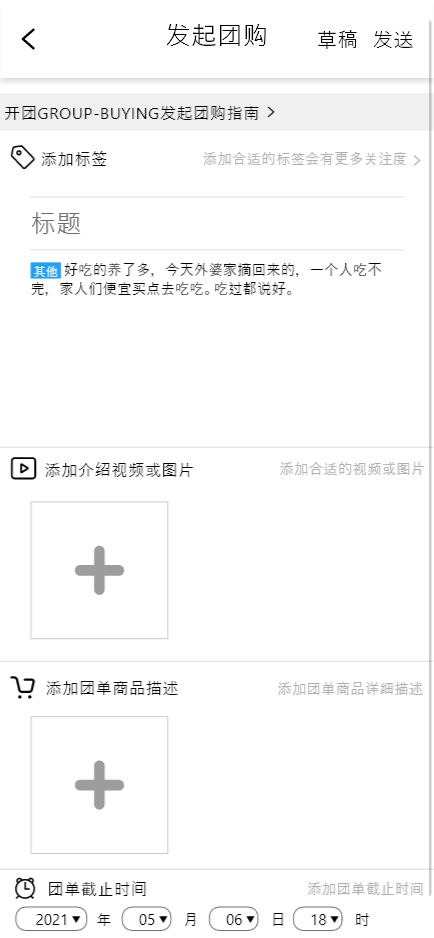 发起团购
草稿 发送
开团GROUP-BUYING发起团购指南 >
添加标签 添加合适的标签会有更多关注度 >
标题
其他 好吃的养了多，今天外婆家摘回来的，一个人吃不
完，家人们便宜买点去吃吃。吃过都说好。
添加介绍视频或图片 添加合适的视频或图片
添加团单商品描述 添加团单商品详细描述
团单截止时间 添加团单截止时间
2021 年 05 月 06 日 18 时